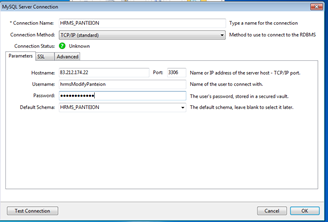 MySQL Server Connection
* Connection Name: HRMS_PANTEION Type a name for the connection
Connection Method: TCP/IP (standard) Method to use to connect to the RDBMS
Connection Status: Unknown
Parameters SSL Advanced
Hostname: 83.212.174.22 Port 3306 Name or IP address of the server host - TCP/IP port.
Username: hrmsModifyPanteion Name of the user to connect with.
Password: •••••••••••• The user's password, stored in a secured vault.
Default Schema: HRMS_PANTEION The default schema, leave blank to select it later.
Test Connection Cancel OK